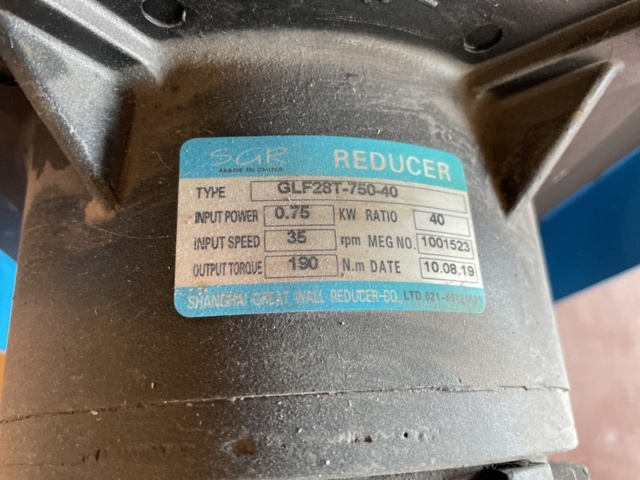 SGR
MADE IN CHINA
REDUCER
TYPE GLF28T-750-40
INPUT POWER 0.75 KW RATIO 40
INPUT SPEED 35 rpm MEG NO. 1001523
OUTPUT TORQUE 190 N.m DATE 10.08.19
SHANGHAI GREAT WALL REDUCER-CO., LTD.021-